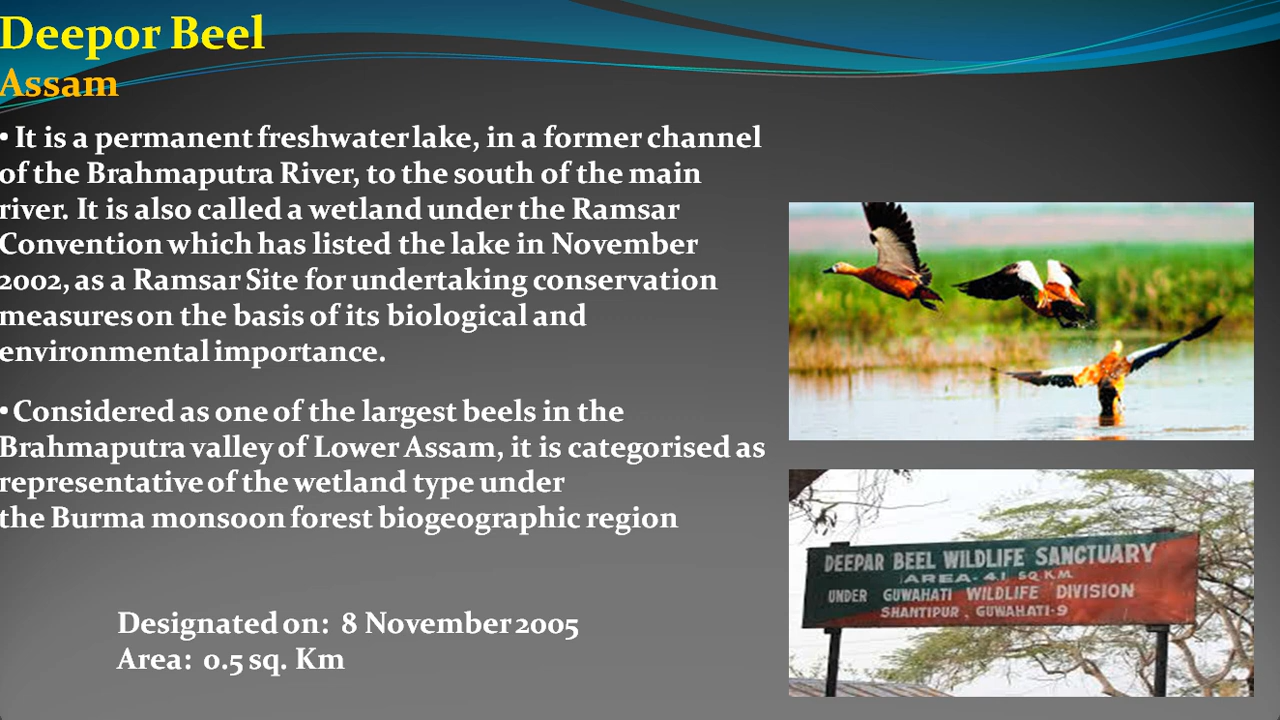 Deepor Beel
Assam
• It is a permanent freshwater lake, in a former channel
of the Brahmaputra River, to the south of the main
river. It is also called a wetland under the Ramsar
Convention which has listed the lake in November
2002, as a Ramsar Site for undertaking conservation
measures on the basis of its biological and
environmental importance.
• Considered as one of the largest beels in the
Brahmaputra valley of Lower Assam, it is categorised as
representative of the wetland type under
the Burma monsoon forest biogeographic region
Designated on: 8 November 2005
Area: 0.5 sq. Km
DEEPAR BEEL WILDLIFE SANCTUARY
AREA- 4.1 SQ K.M.
UNDER GUWAHATI WILDLIFE DIVISION
SHANTIPUR, GUWAHATI-9